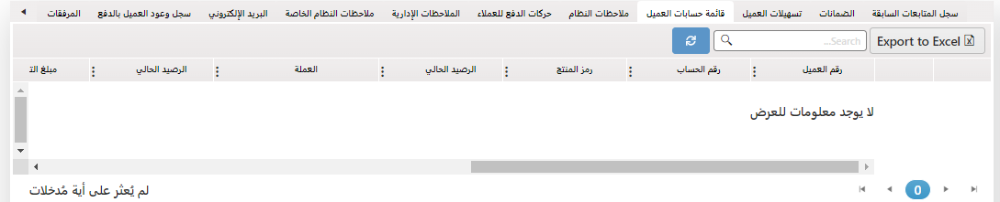 سجل المتابعات السابقة الضمانات تسهيلات العميل قائمة حسابات العميل ملاحظات النظام حركات الدفع للعملاء الملاحظات الإدارية ملاحظات النظام الخاصة البريد الإلكتروني سجل وعود العميل بالدفع المرفقات
Export to Excel Search...
رقم العميل رقم الحساب رمز المنتج الرصيد الحالي العملة الرصيد الحالي مبلغ الت
لا يوجد معلومات للعرض
0 لم يُعثر على أية مُدخلات